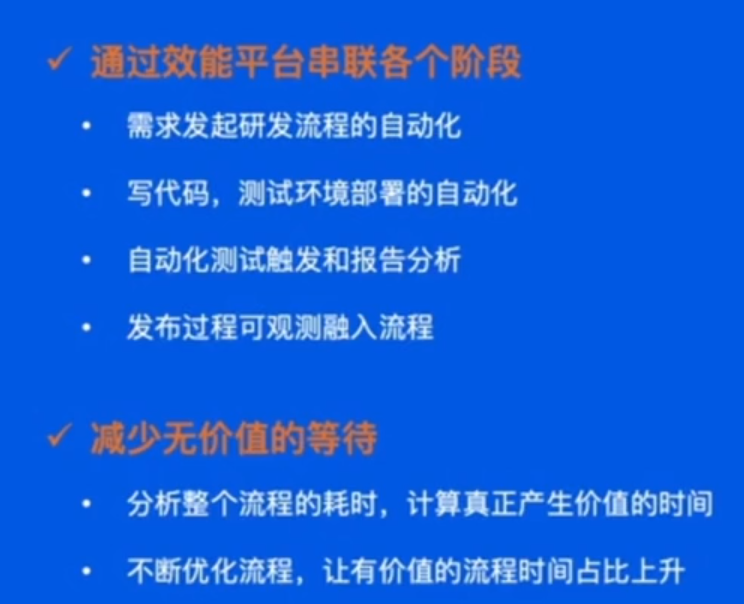 ✓ 通过效能平台串联各个阶段
• 需求发起研发流程的自动化
• 写代码，测试环境部署的自动化
• 自动化测试触发和报告分析
• 发布过程可观测融入流程
✓ 减少无价值的等待
• 分析整个流程的耗时，计算真正产生价值的时间
• 不断优化流程，让有价值的流程时间占比上升